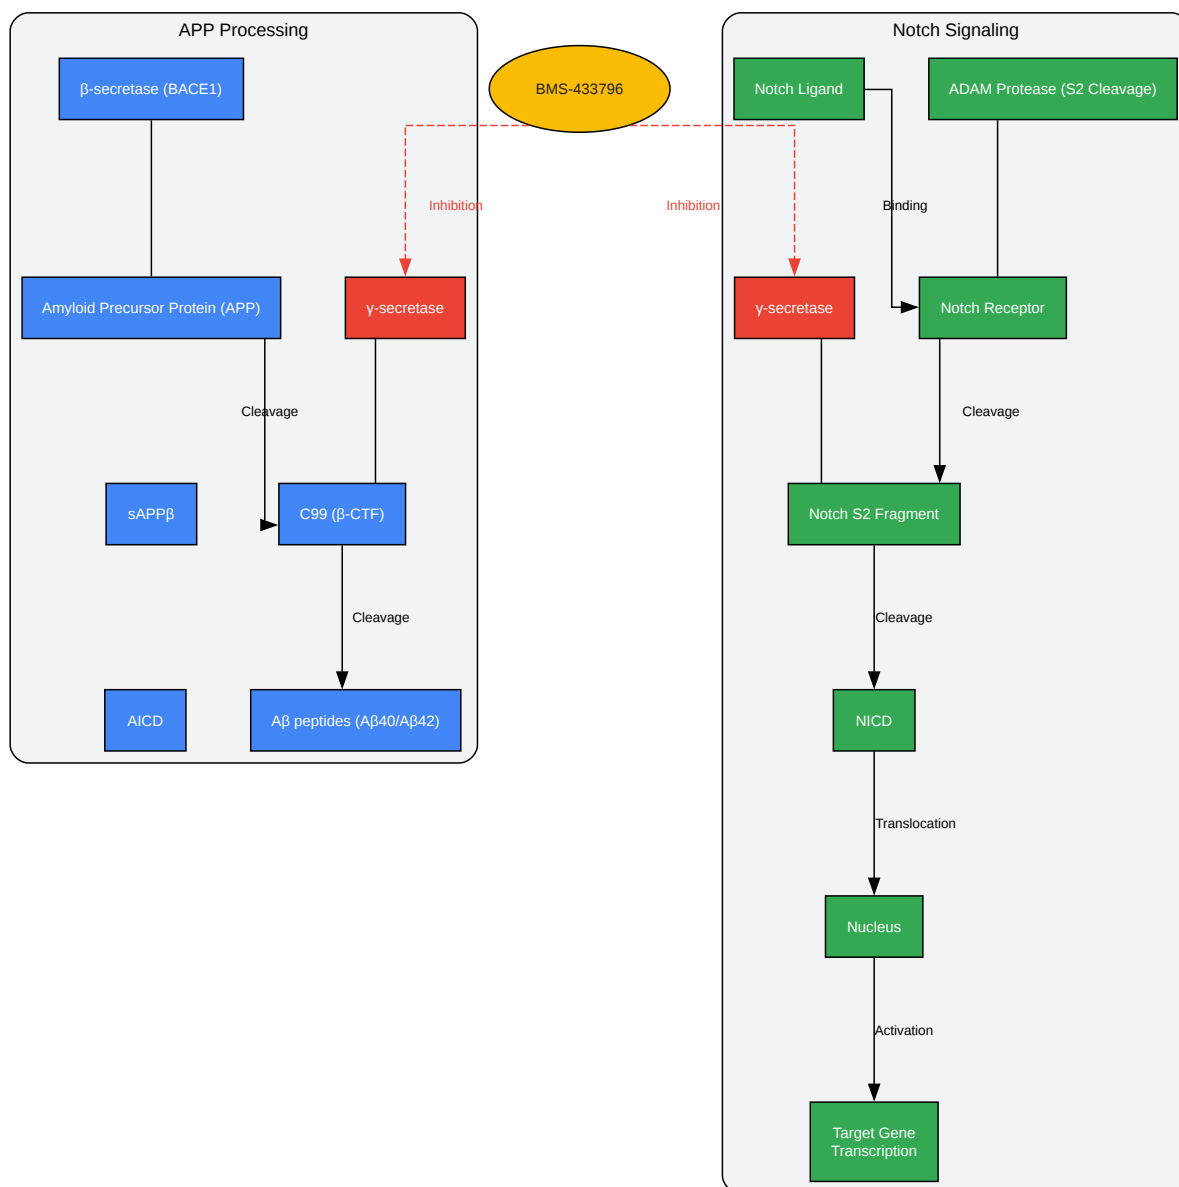 APP Processing
Notch Signaling
β-secretase (BACE1)
BMS-433796
Notch Ligand
ADAM Protease (S2 Cleavage)
Inhibition
Inhibition
Binding
Amyloid Precursor Protein (APP)
γ-secretase
γ-secretase
Notch Receptor
Cleavage
Cleavage
sAPPβ
C99 (β-CTF)
Notch S2 Fragment
Cleavage
Cleavage
AICD
Aβ peptides (Aβ40/Aβ42)
NICD
Translocation
Nucleus
Activation
Target Gene
Transcription